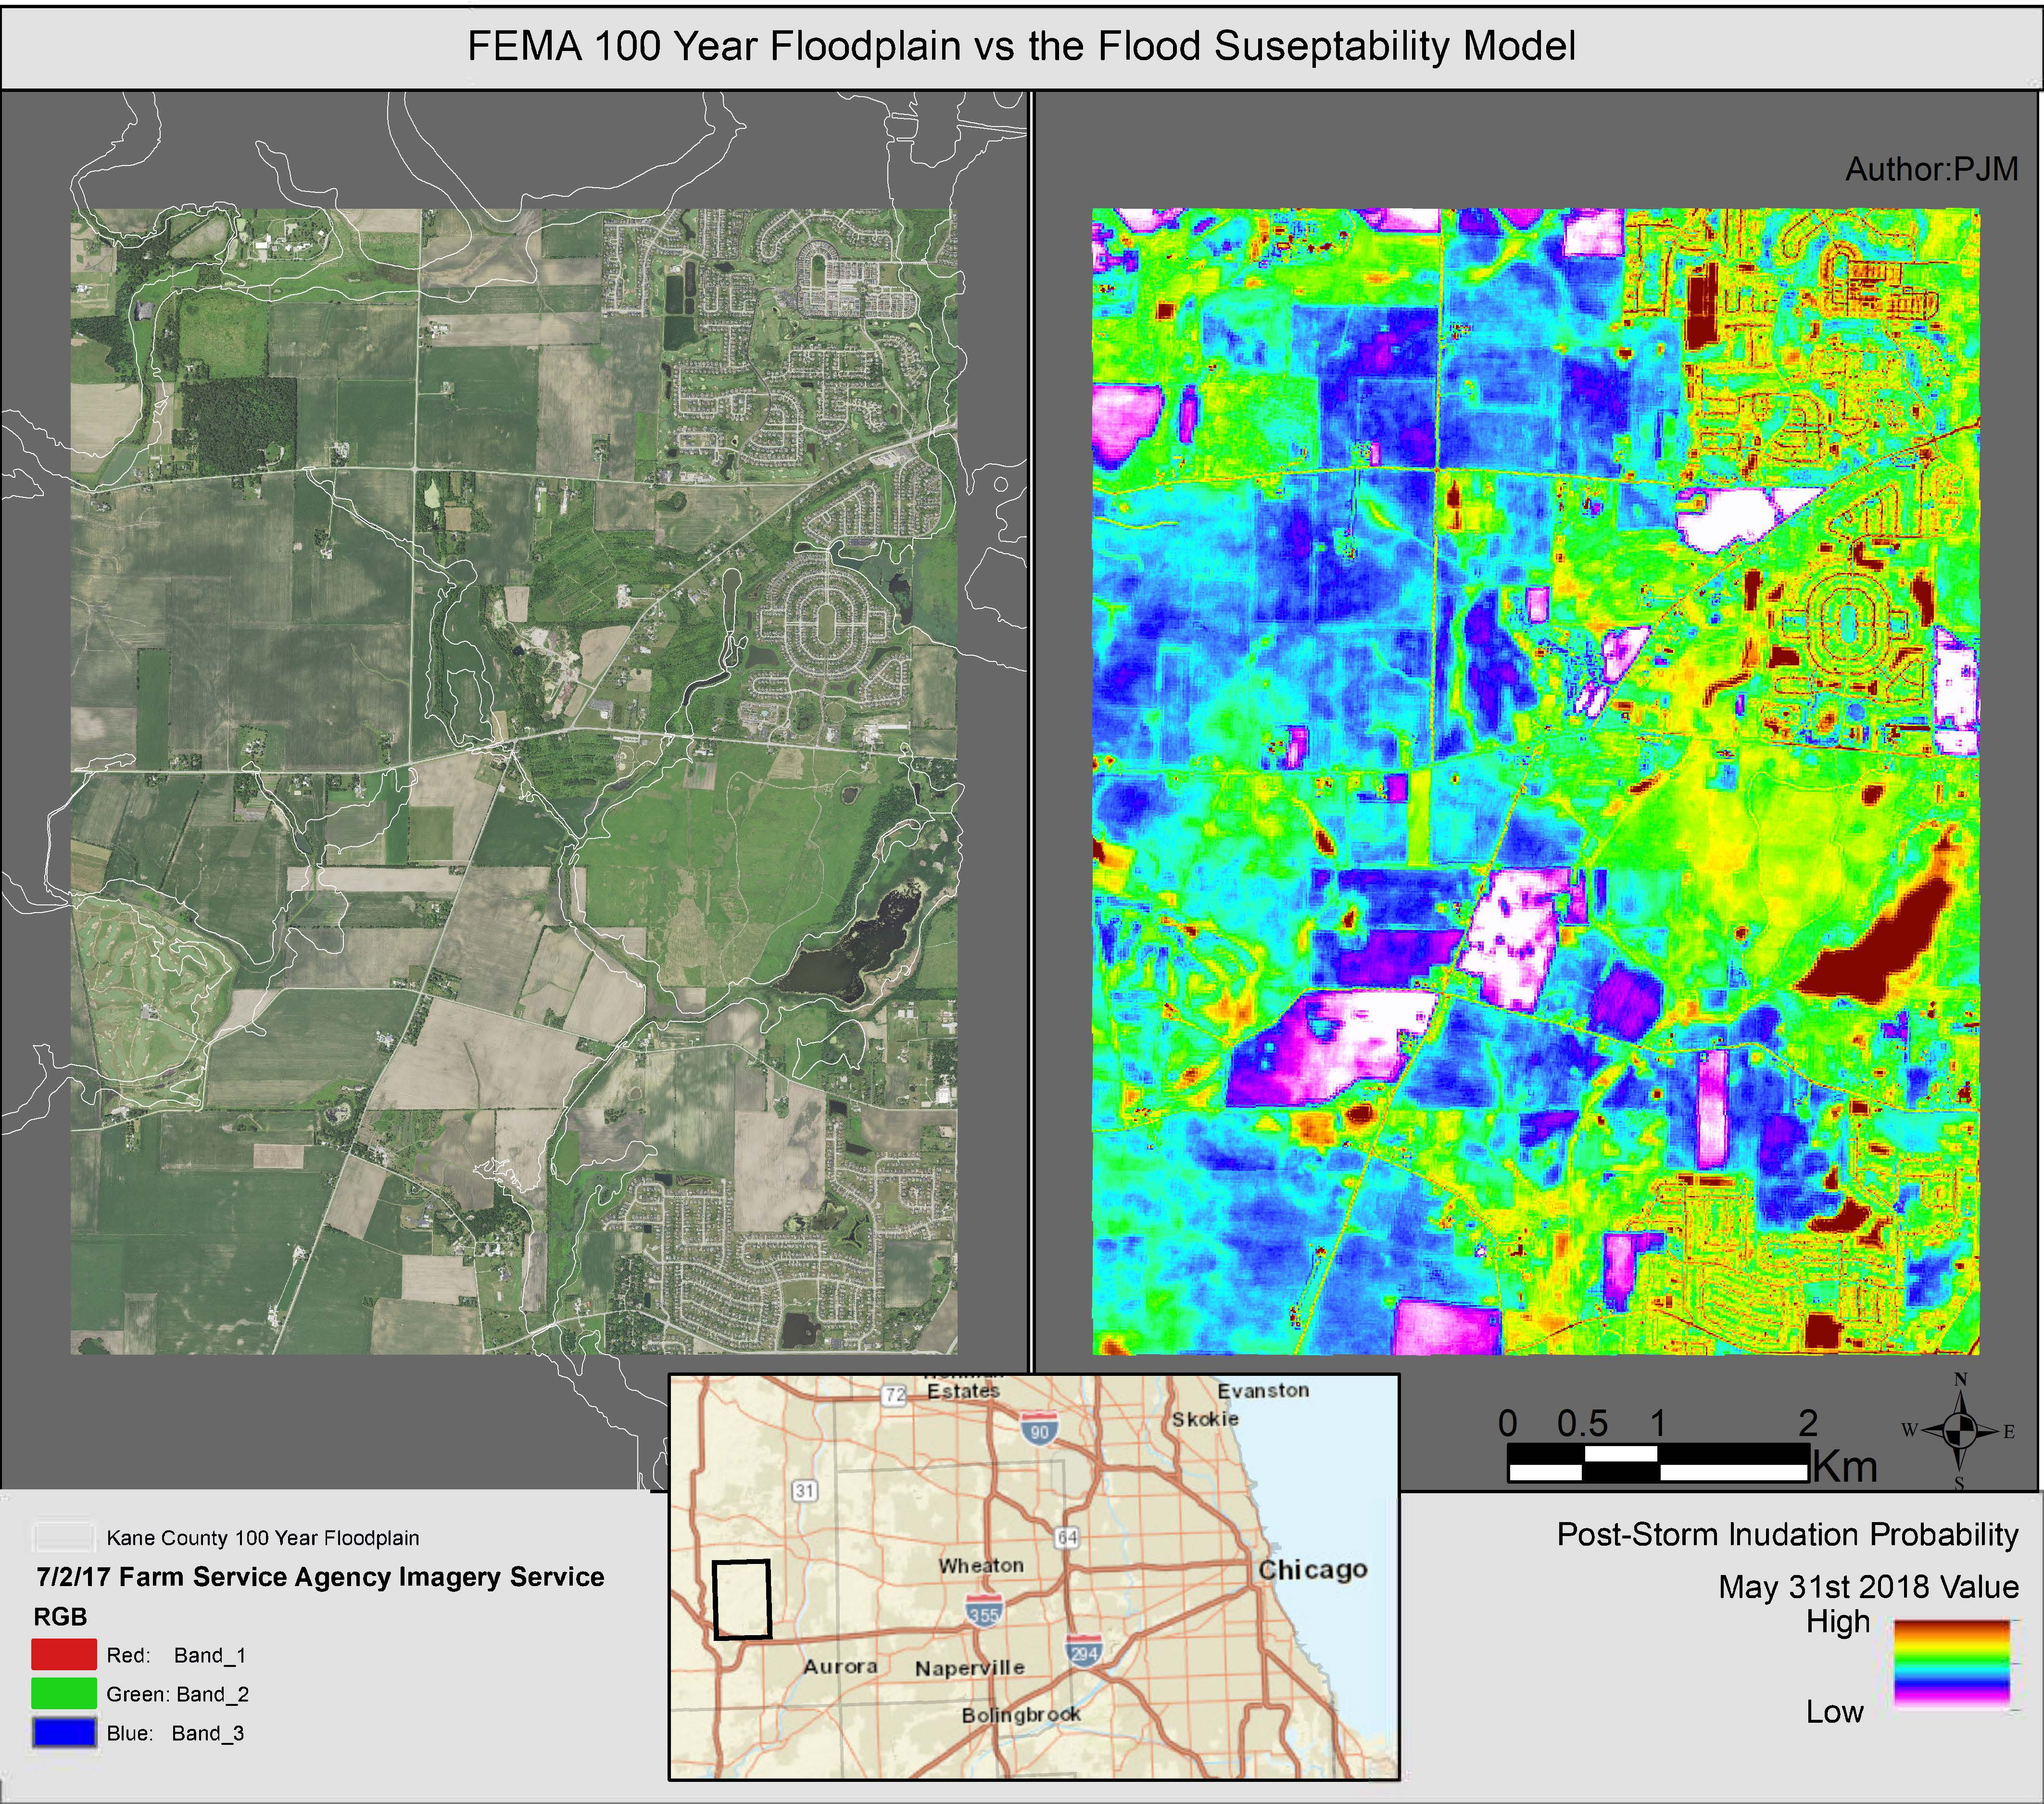 FEMA 100 Year Floodplain vs the Flood Suseptability Model
Author:PJM
72
Estates
Evanston
Skokie
90
31
64
Wheaton
Chicago
355
294
Aurora
Naperville
Bolingbrook
0 0.5 1 2
Km
N
W E
S
Kane County 100 Year Floodplain
7/2/17 Farm Service Agency Imagery Service
RGB
Red: Band_1
Green: Band_2
Blue: Band_3
Post-Storm Inudation Probability
May 31st 2018 Value
High
Low